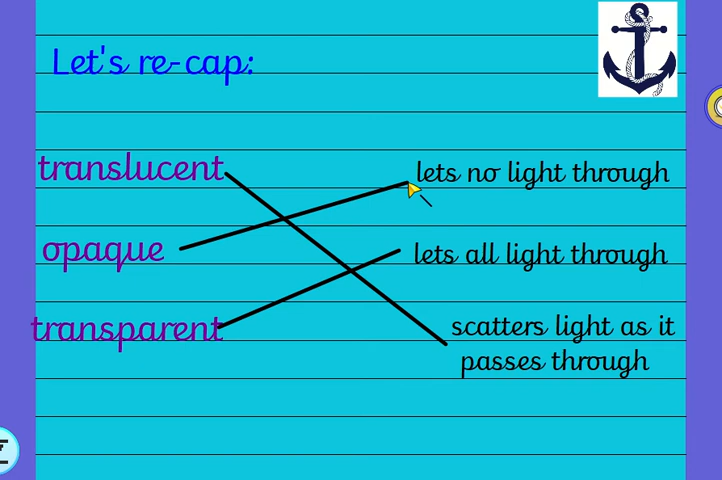 Let's re-cap:
translucent
lets no light through
opaque
lets all light through
transparent
scatters light as it
passes through